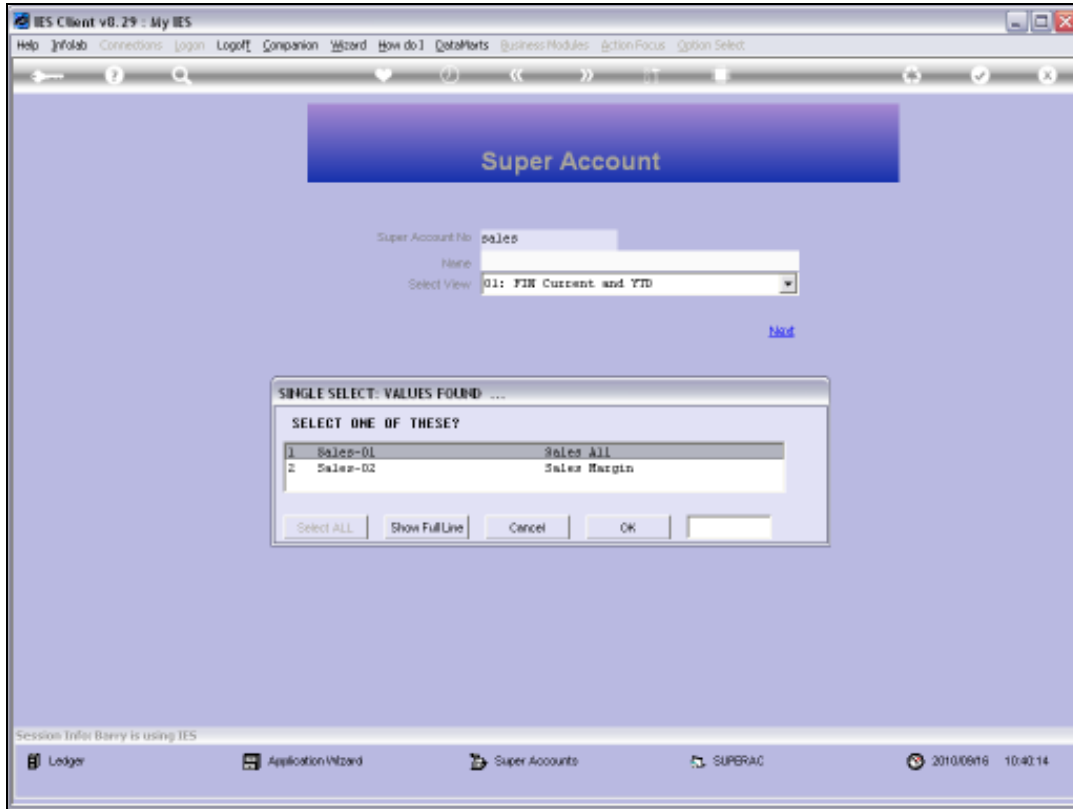 IES Client v8.29 : My IES
Help Infolab Connections Logon Logoff Companion Wizard How do I DataMarts Business Modules Action Focus Option Select
Super Account
Super Account No sales
Name
Select View 01: FIN Current and YTD
Next
SINGLE SELECT: VALUES FOUND ...
SELECT ONE OF THESE?
1 Sales-01 Sales All
2 Sales-02 Sales Margin
Select ALL Show Full Line Cancel OK
Session Info: Barry is using IES
Ledger Application Wizard Super Accounts SUPERAC 2010/09/16 10:40:14